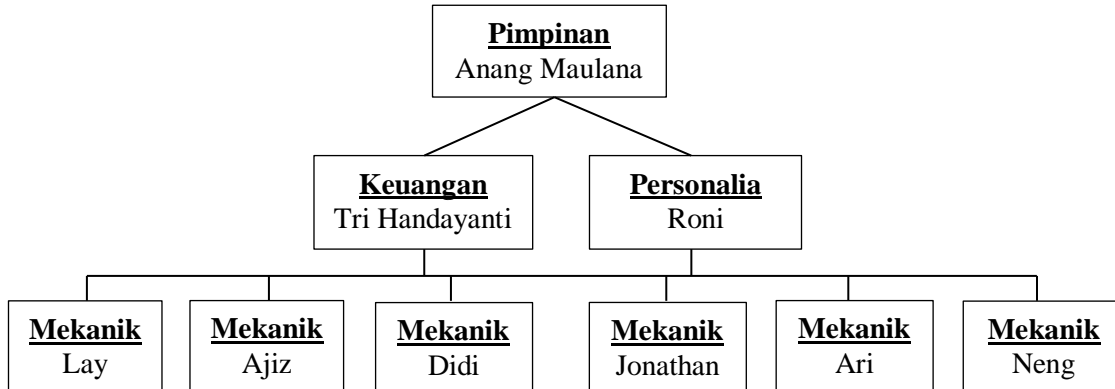 Pimpinan
Anang Maulana
Keuangan
Tri Handayanti
Personalia
Roni
Mekanik
Lay
Mekanik
Ajiz
Mekanik
Didi
Mekanik
Jonathan
Mekanik
Ari
Mekanik
Neng